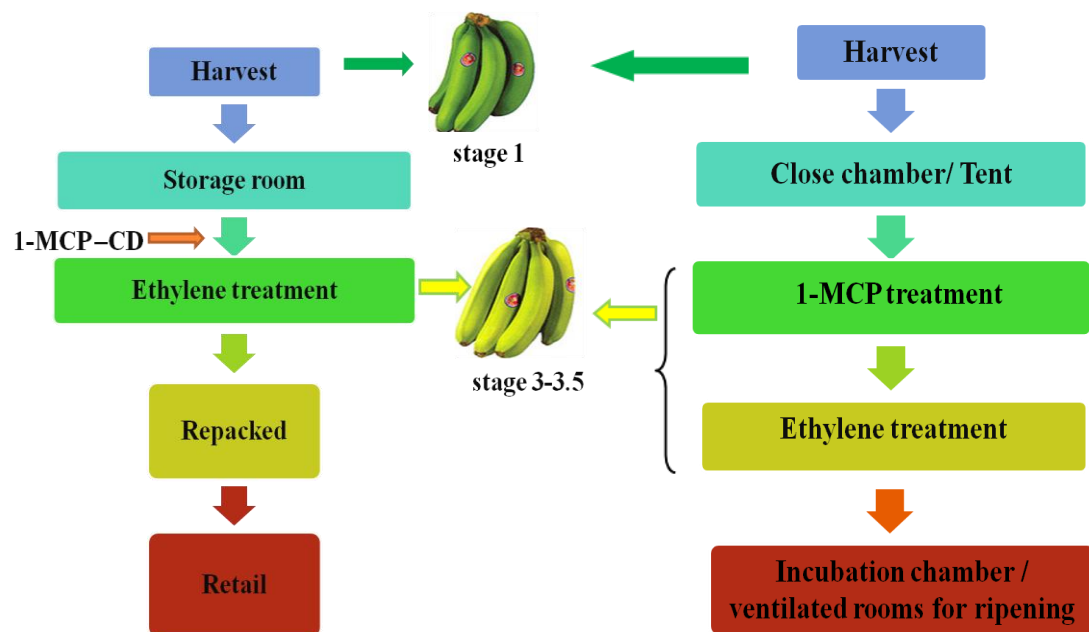 Harvest
Storage room
1-MCP–CD
Ethylene treatment
Repacked
Retail
stage 1
stage 3-3.5
Harvest
Close chamber/ Tent
1-MCP treatment
Ethylene treatment
Incubation chamber /
ventilated rooms for ripening